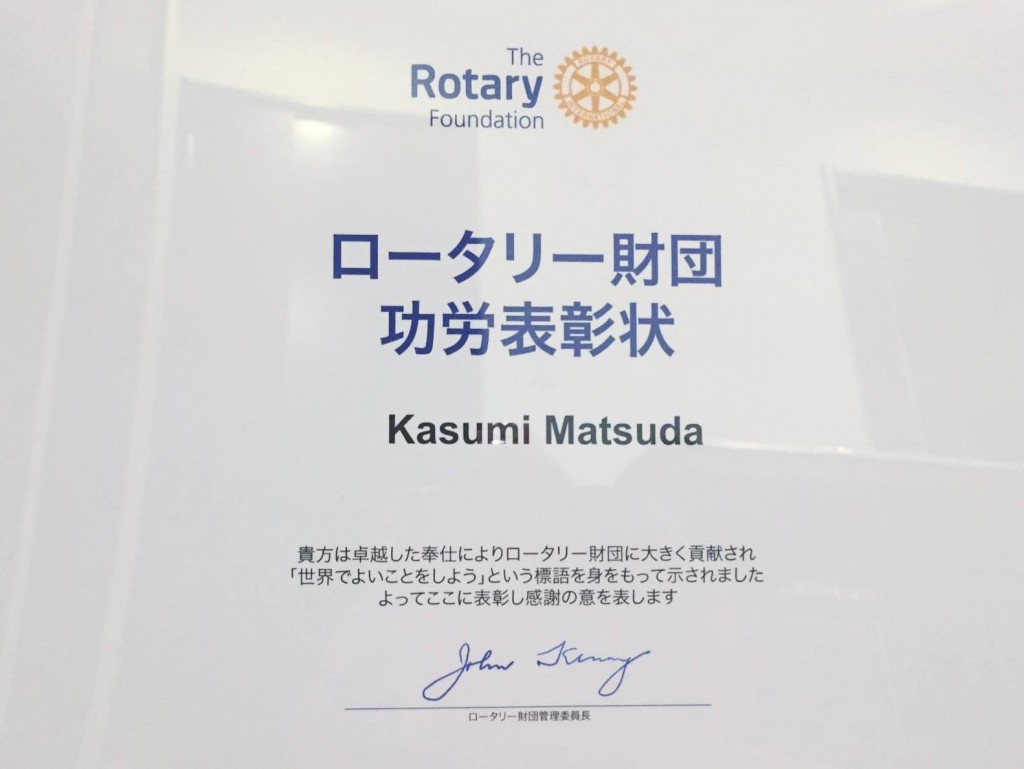 The
Rotary
Foundation
ROTARY
INTERNATIONAL
ロータリー財団
功労表彰状
Kasumi Matsuda
貴方は卓越した奉仕によりロータリー財団に大きく貢献され
「世界でよいことをしよう」という標語を身をもって示されました
よってここに表彰し感謝の意を表します
John Kenny
ロータリー財団管理委員長